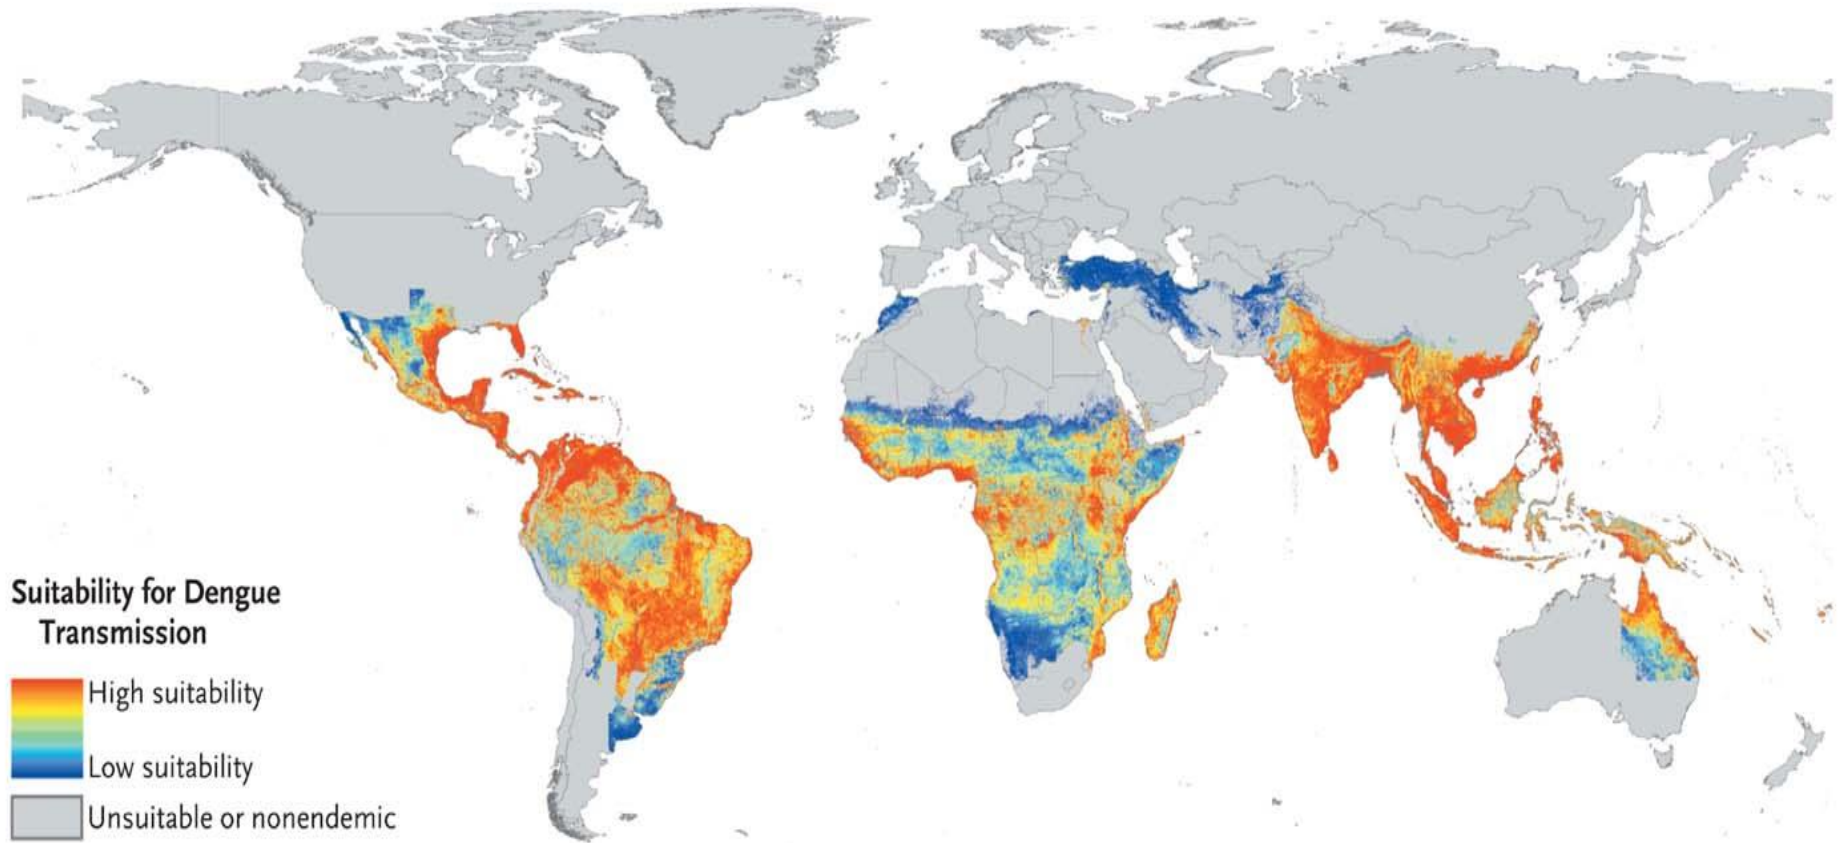 Suitability for Dengue
Transmission
High suitability
Low suitability
Unsuitable or nonendemic